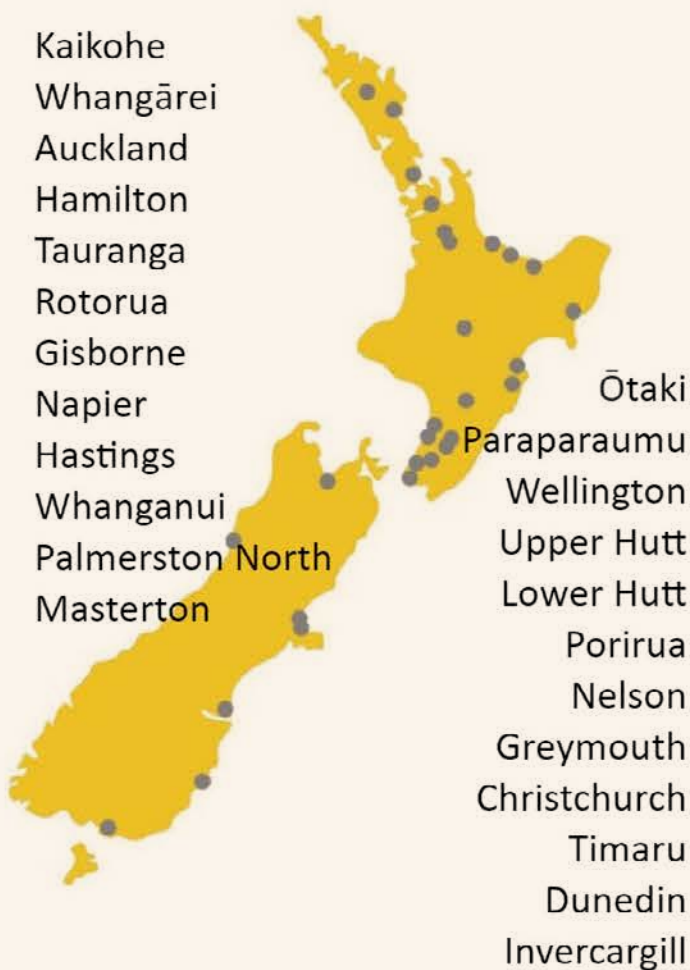 Kaikohe
Whangārei
Auckland
Hamilton
Tauranga
Rotorua
Gisborne
Napier
Hastings
Whanganui
Palmerston North
Masterton
Ōtaki
Paraparaumu
Wellington
Upper Hutt
Lower Hutt
Porirua
Nelson
Greymouth
Christchurch
Timaru
Dunedin
Invercargill